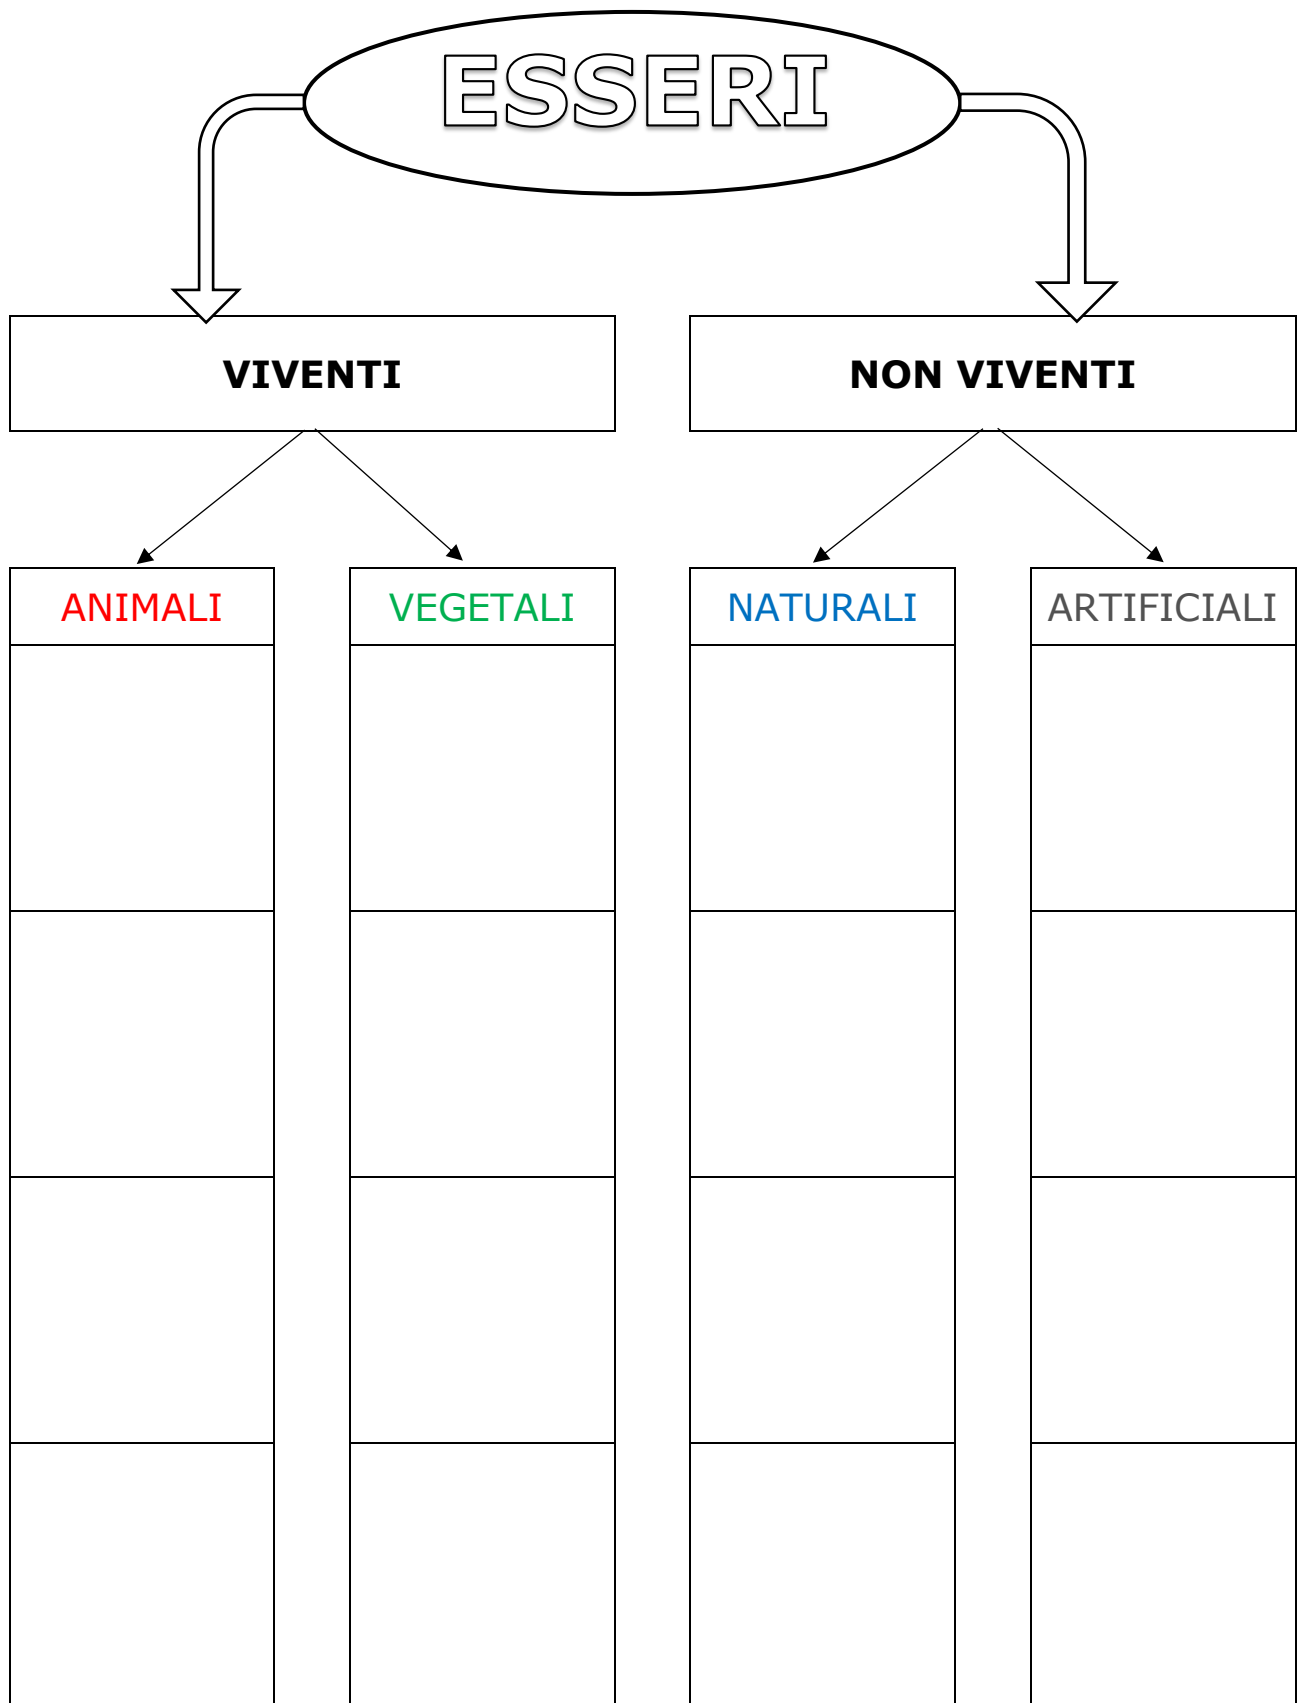 ESSERI
VIVENTI
NON VIVENTI
ANIMALI
VEGETALI
NATURALI
ARTIFICIALI